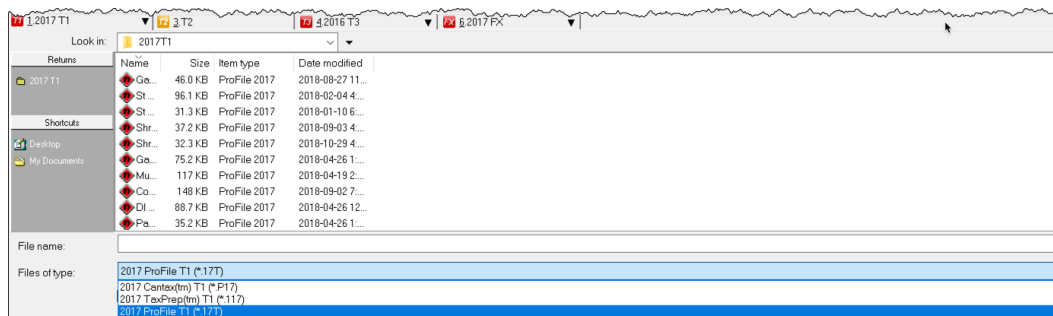 1.2017 T1 3.T2 4.2016 T3 6.2017 FX
Look in: 2017T1
Returns
2017 T1
Shortcuts
Desktop
My Documents
Name Size Item type Date modified
Ga... 46.0 KB ProFile 2017 2018-08-27 11...
St ... 96.1 KB ProFile 2017 2018-02-04 4:...
St ... 31.3 KB ProFile 2017 2018-01-10 6:...
Shr... 37.2 KB ProFile 2017 2018-09-03 4:...
Shr... 32.3 KB ProFile 2017 2018-10-29 4:...
Ga... 75.2 KB ProFile 2017 2018-04-26 1:...
Mu... 117 KB ProFile 2017 2018-04-19 2:...
Co... 148 KB ProFile 2017 2018-09-02 7:...
DI ... 88.7 KB ProFile 2017 2018-04-26 12...
Pa... 35.2 KB ProFile 2017 2018-04-26 1:...
File name:
Files of type: 2017 ProFile T1 (*.17T)
2017 Cantax(tm) T1 (*.P17)
2017 TaxPrep(tm) T1 (*.117)
2017 ProFile T1 (*.17T)